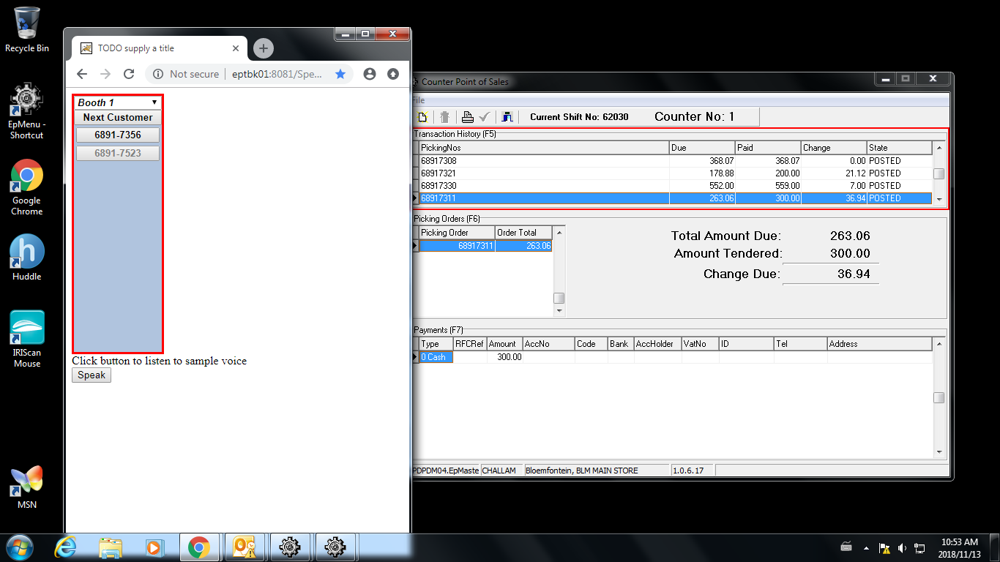 Recycle Bin
EpMenu -
Shortcut
Google
Chrome
Huddle
IRIScan
Mouse
MSN
TODO supply a title
Not secure eptbk01:8081/Spe...
Booth 1
Next Customer
6891-7356
6891-7523
Click button to listen to sample voice
Speak
Counter Point of Sales
File
Current Shift No: 62030 Counter No: 1
Transaction History (F5)
PickingNos Due Paid Change State
68917308 368.07 368.07 0.00 POSTED
68917321 178.88 200.00 21.12 POSTED
68917330 552.00 559.00 7.00 POSTED
68917311 263.06 300.00 36.94 POSTED
Picking Orders (F6)
Picking Order Order Total
68917311 263.06
Total Amount Due: 263.06
Amount Tendered: 300.00
Change Due: 36.94
Payments (F7)
Type RFCRef Amount AccNo Code Bank AccHolder VatNo ID Tel Address
0 Cash 300.00
PDPDM04.EpMaste CHALLAM Bloemfontein, BLM MAIN STORE 1.0.6.17
10:53 AM
2018/11/13